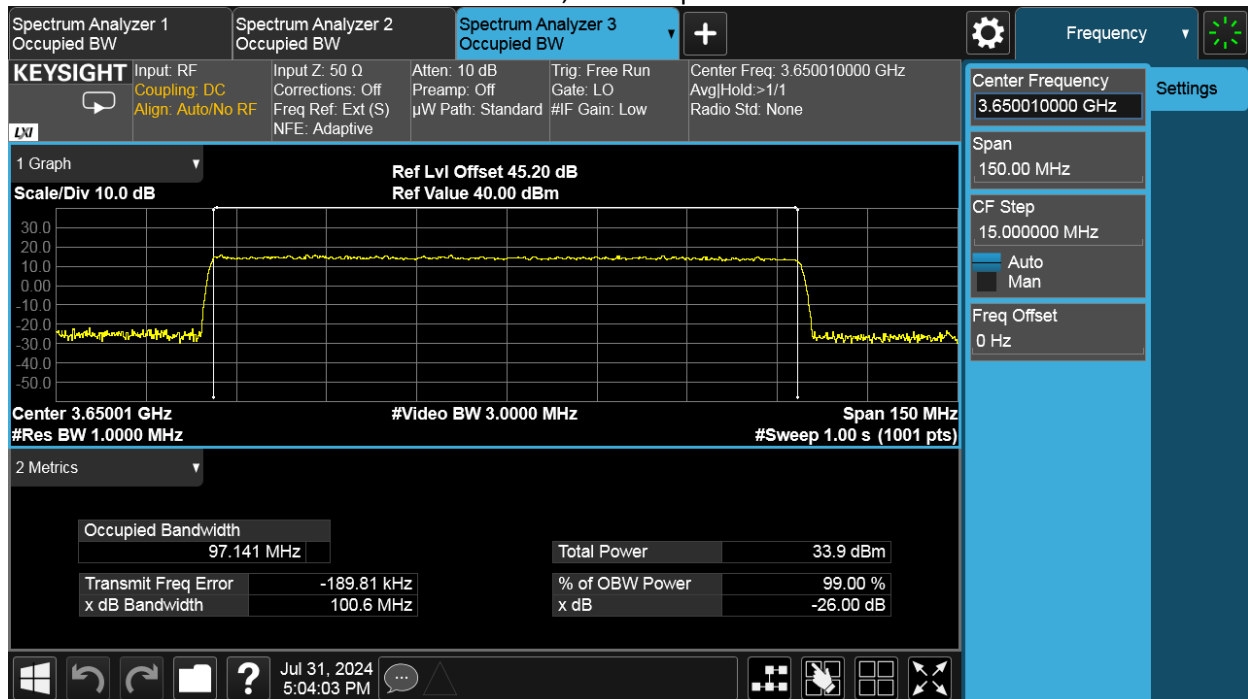 Spectrum Analyzer 1
Occupied BW
Spectrum Analyzer 2
Occupied BW
Spectrum Analyzer 3
Occupied BW
Frequency
KEYSIGHT
LXI
Input: RF
Coupling: DC
Align: Auto/No RF
Input Z: 50 Ω
Corrections: Off
Freq Ref: Ext (S)
NFE: Adaptive
Atten: 10 dB
Preamp: Off
µW Path: Standard
Trig: Free Run
Gate: LO
#IF Gain: Low
Center Freq: 3.650010000 GHz
Avg|Hold:>1/1
Radio Std: None
Center Frequency
3.650010000 GHz
Settings
Span
150.00 MHz
CF Step
15.000000 MHz
Auto
Man
Freq Offset
0 Hz
1 Graph
Scale/Div 10.0 dB
Ref Lvl Offset 45.20 dB
Ref Value 40.00 dBm
30.0
20.0
10.0
0.00
-10.0
-20.0
-30.0
-40.0
-50.0
Center 3.65001 GHz
#Video BW 3.0000 MHz
Span 150 MHz
#Res BW 1.0000 MHz
#Sweep 1.00 s (1001 pts)
2 Metrics
Occupied Bandwidth
97.141 MHz
Total Power 33.9 dBm
Transmit Freq Error -189.81 kHz
% of OBW Power 99.00 %
x dB Bandwidth 100.6 MHz
x dB -26.00 dB
?
Jul 31, 2024
5:04:03 PM